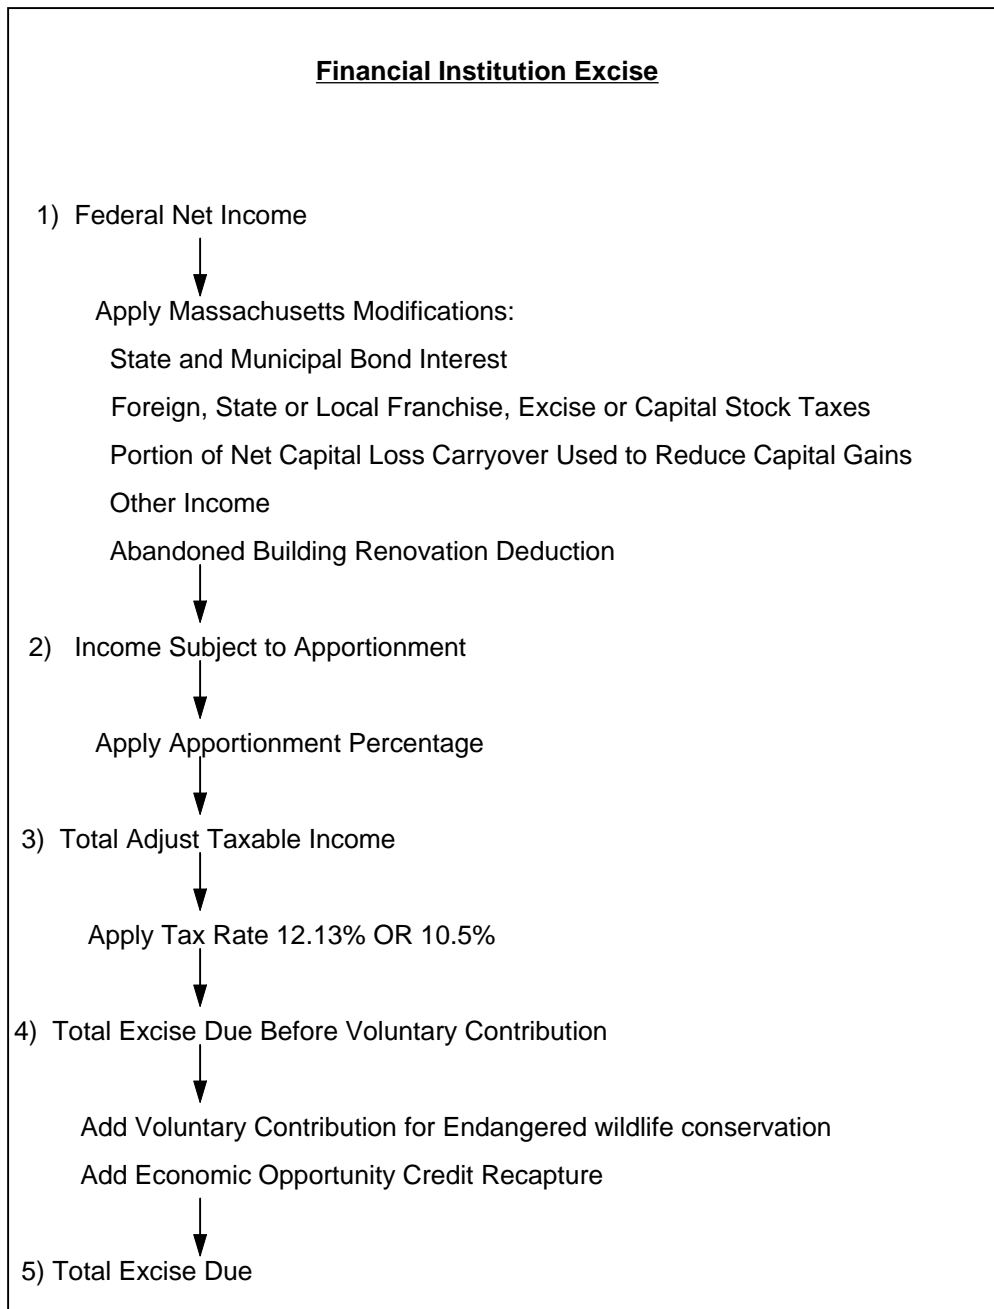 Financial Institution Excise
1) Federal Net Income
Apply Massachusetts Modifications:
State and Municipal Bond Interest
Foreign, State or Local Franchise, Excise or Capital Stock Taxes
Portion of Net Capital Loss Carryover Used to Reduce Capital Gains
Other Income
Abandoned Building Renovation Deduction
2) Income Subject to Apportionment
Apply Apportionment Percentage
3) Total Adjust Taxable Income
Apply Tax Rate 12.13% OR 10.5%
4) Total Excise Due Before Voluntary Contribution
Add Voluntary Contribution for Endangered wildlife conservation
Add Economic Opportunity Credit Recapture
5) Total Excise Due